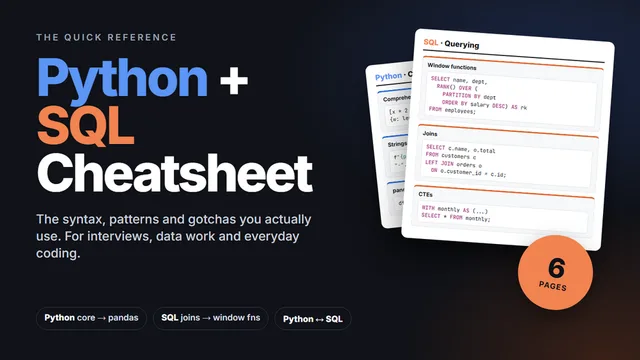 THE QUICK REFERENCE
Python +
SQL
Cheatsheet
The syntax, patterns and gotchas you actually
use. For interviews, data work and everyday
coding.
Python core → pandas
SQL joins → window fns
Python ↔ SQL
Python · C
Strings
SQL · Querying
Window functions
SELECT name, dept,
RANK() OVER (
PARTITION BY dept
ORDER BY salary DESC) AS rk
FROM employees;
Joins
SELECT c.name, o.total
FROM customers c
LEFT JOIN orders o
ON o.customer_id = c.id;
CTEs
WITH monthly AS (...)
SELECT * FROM monthly;
6
PAGES